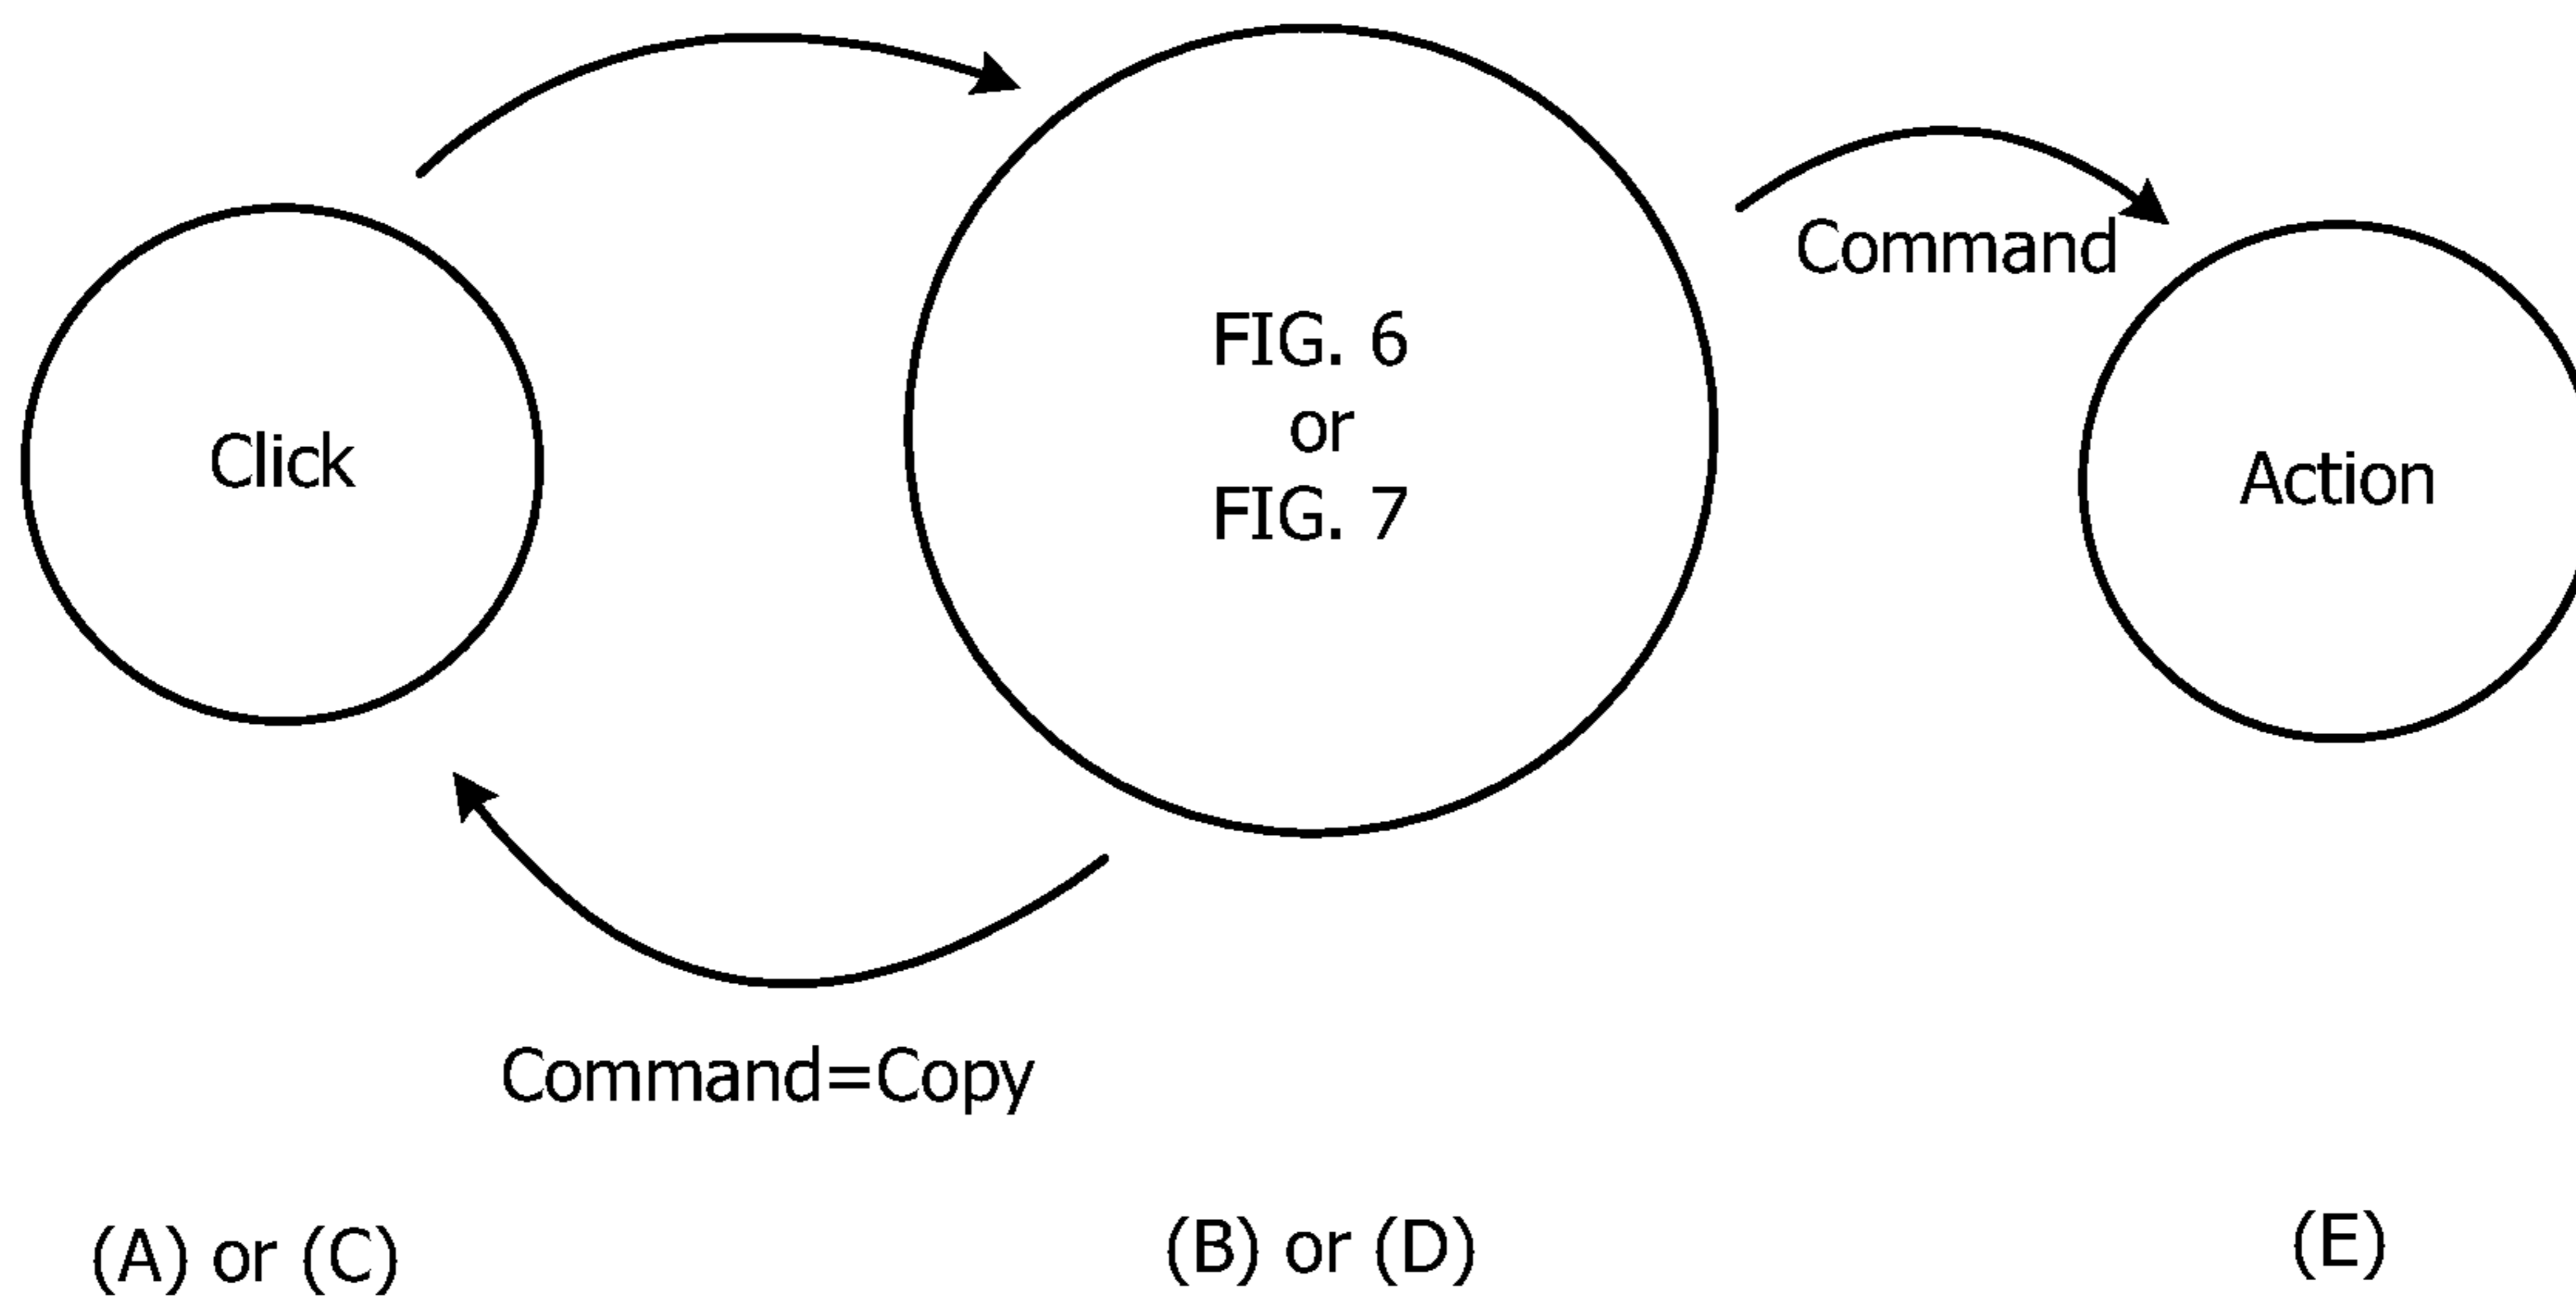 Command
FIG. 6
or
FIG. 7
Click
Action
Command=Copy
(A) or (C)
(B) or (D)
(E)